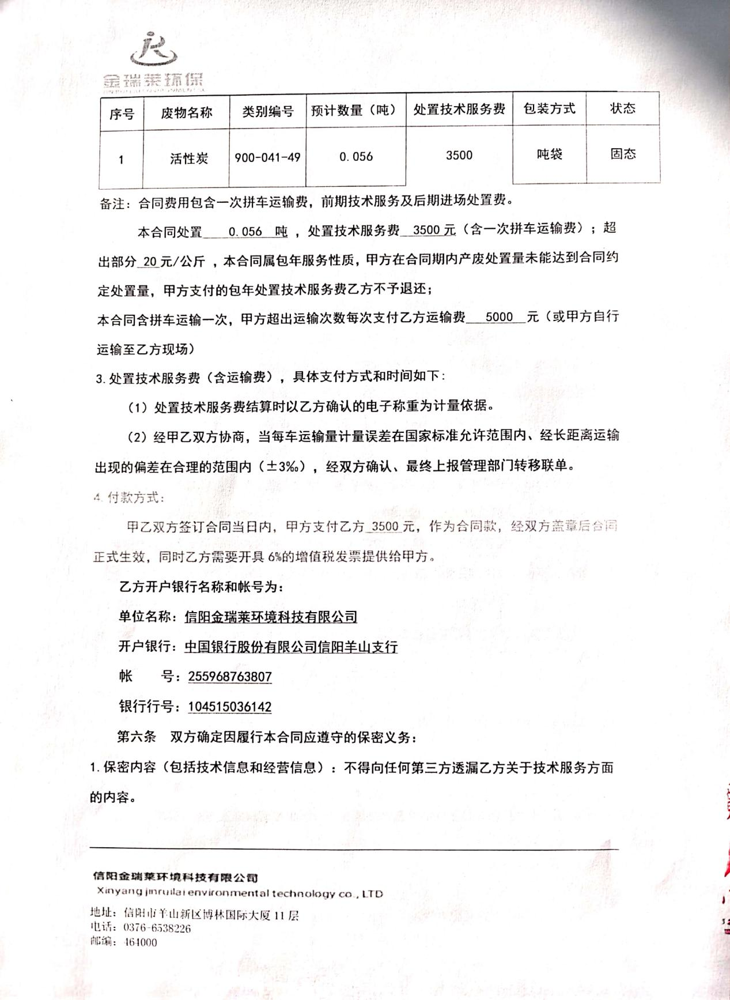 金瑞莱环保
序号 废物名称 类别编号 预计数量（吨） 处置技术服务费 包装方式 状态
1 活性炭 900-041-49 0.056 3500 吨袋 固态
备注：合同费用包含一次拼车运输费，前期技术服务及后期进场处置费。
本合同处置 0.056 吨，处置技术服务费 3500 元（含一次拼车运输费）；超
出部分 20 元/公斤，本合同属包年服务性质，甲方在合同期内产废处置量未能达到合同约
定处置量，甲方支付的包年处置技术服务费乙方不予退还；
本合同含拼车运输一次，甲方超出运输次数每次支付乙方运输费 5000 元（或甲方自行
运输至乙方现场）
3.处置技术服务费（含运输费），具体支付方式和时间如下：
（1）处置技术服务费结算时以乙方确认的电子称重为计量依据。
（2）经甲乙双方协商，当每车运输量计量误差在国家标准允许范围内、经长距离运输
出现的偏差在合理的范围内（±3‰），经双方确认、最终上报管理部门转移联单。
4.付款方式：
甲乙双方签订合同当日内，甲方支付乙方 3500 元，作为合同款，经双方盖章后合同
正式生效，同时乙方需要开具 6%的增值税发票提供给甲方。
乙方开户银行名称和帐号为：
单位名称：信阳金瑞莱环境科技有限公司
开户银行：中国银行股份有限公司信阳羊山支行
帐 号：255968763807
银行行号：104515036142
第六条 双方确定因履行本合同应遵守的保密义务：
1.保密内容（包括技术信息和经营信息）：不得向任何第三方透漏乙方关于技术服务方面
的内容。
信阳金瑞莱环境科技有限公司
Xinyang jinruilai environmental technology co., LTD
地址：信阳市羊山新区博林国际大厦 11 层
电话：0376-6538226
邮编：464000